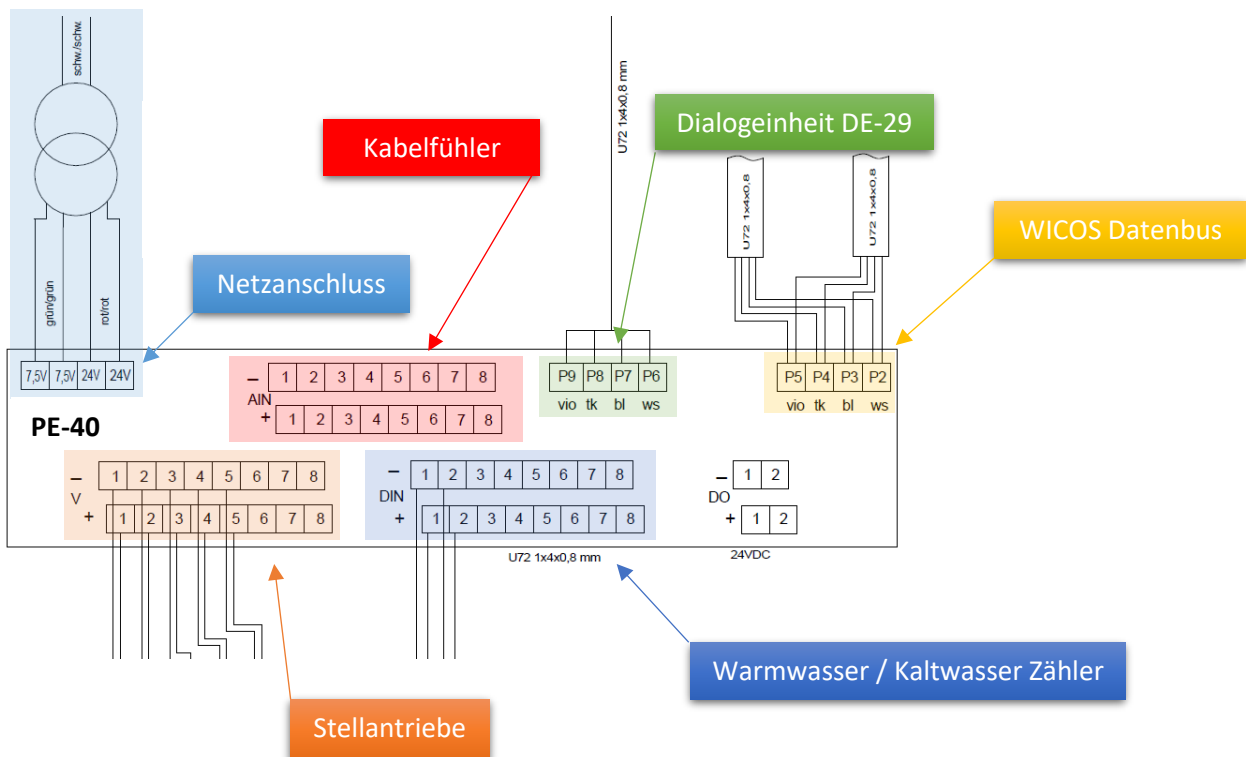 schw./schw.
U72 1x4x0,8 mm
Dialogeinheit DE-29
Kabelfühler
U72 1x4x0,8
U72 1x4x0,8
WICOS Datenbus
Netzanschluss
grün/grün
rot/rot
7,5V 7,5V 24V 24V
– 1 2 3 4 5 6 7 8
AIN
+ 1 2 3 4 5 6 7 8
P9 P8 P7 P6
vio tk bl ws
P5 P4 P3 P2
vio tk bl ws
PE-40
– 1 2 3 4 5 6 7 8
V
+ 1 2 3 4 5 6 7 8
– 1 2 3 4 5 6 7 8
DIN
+ 1 2 3 4 5 6 7 8
– 1 2
DO
+ 1 2
U72 1x4x0,8 mm
24VDC
Warmwasser / Kaltwasser Zähler
Stellantriebe